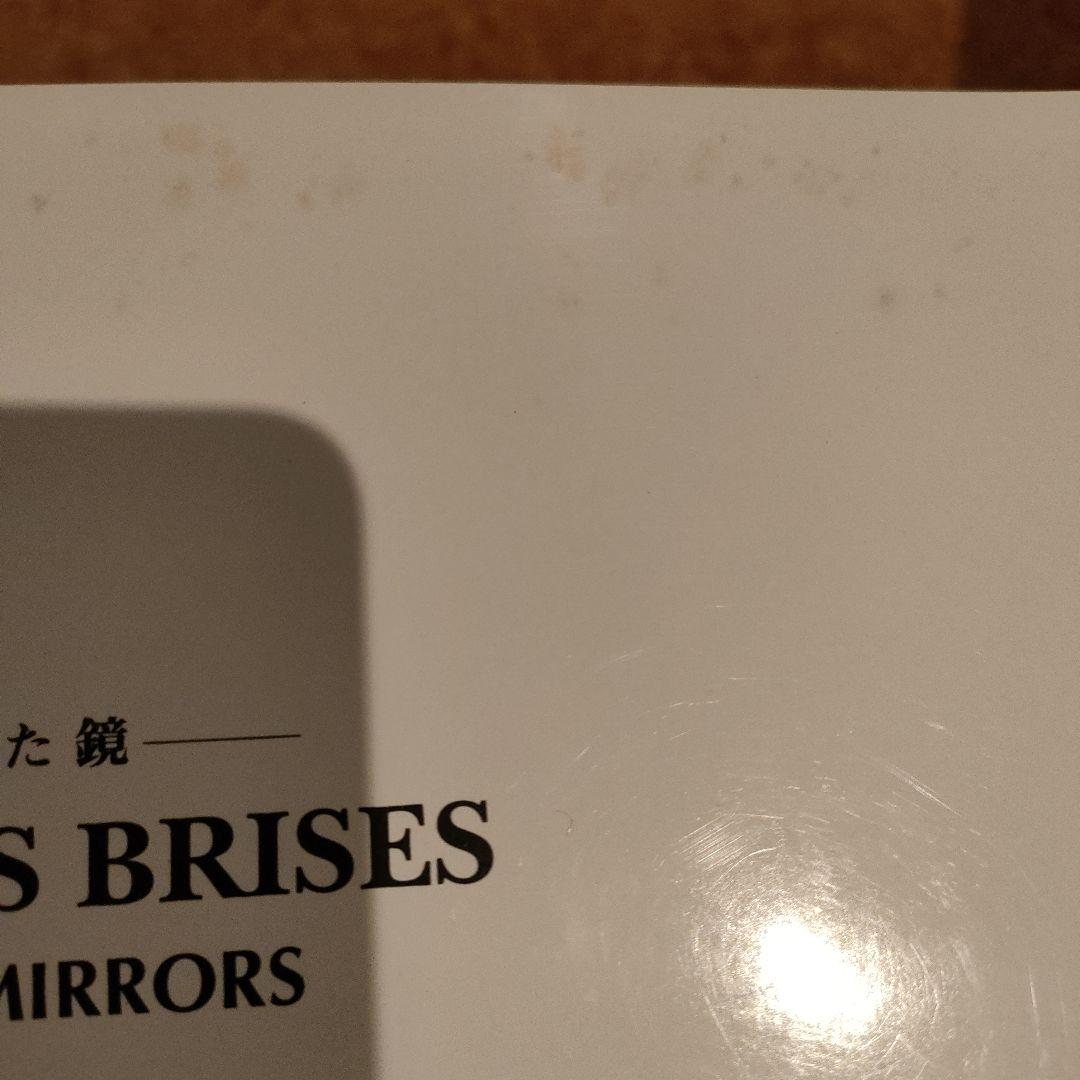 た 鏡
S BRISES
MIRRORS